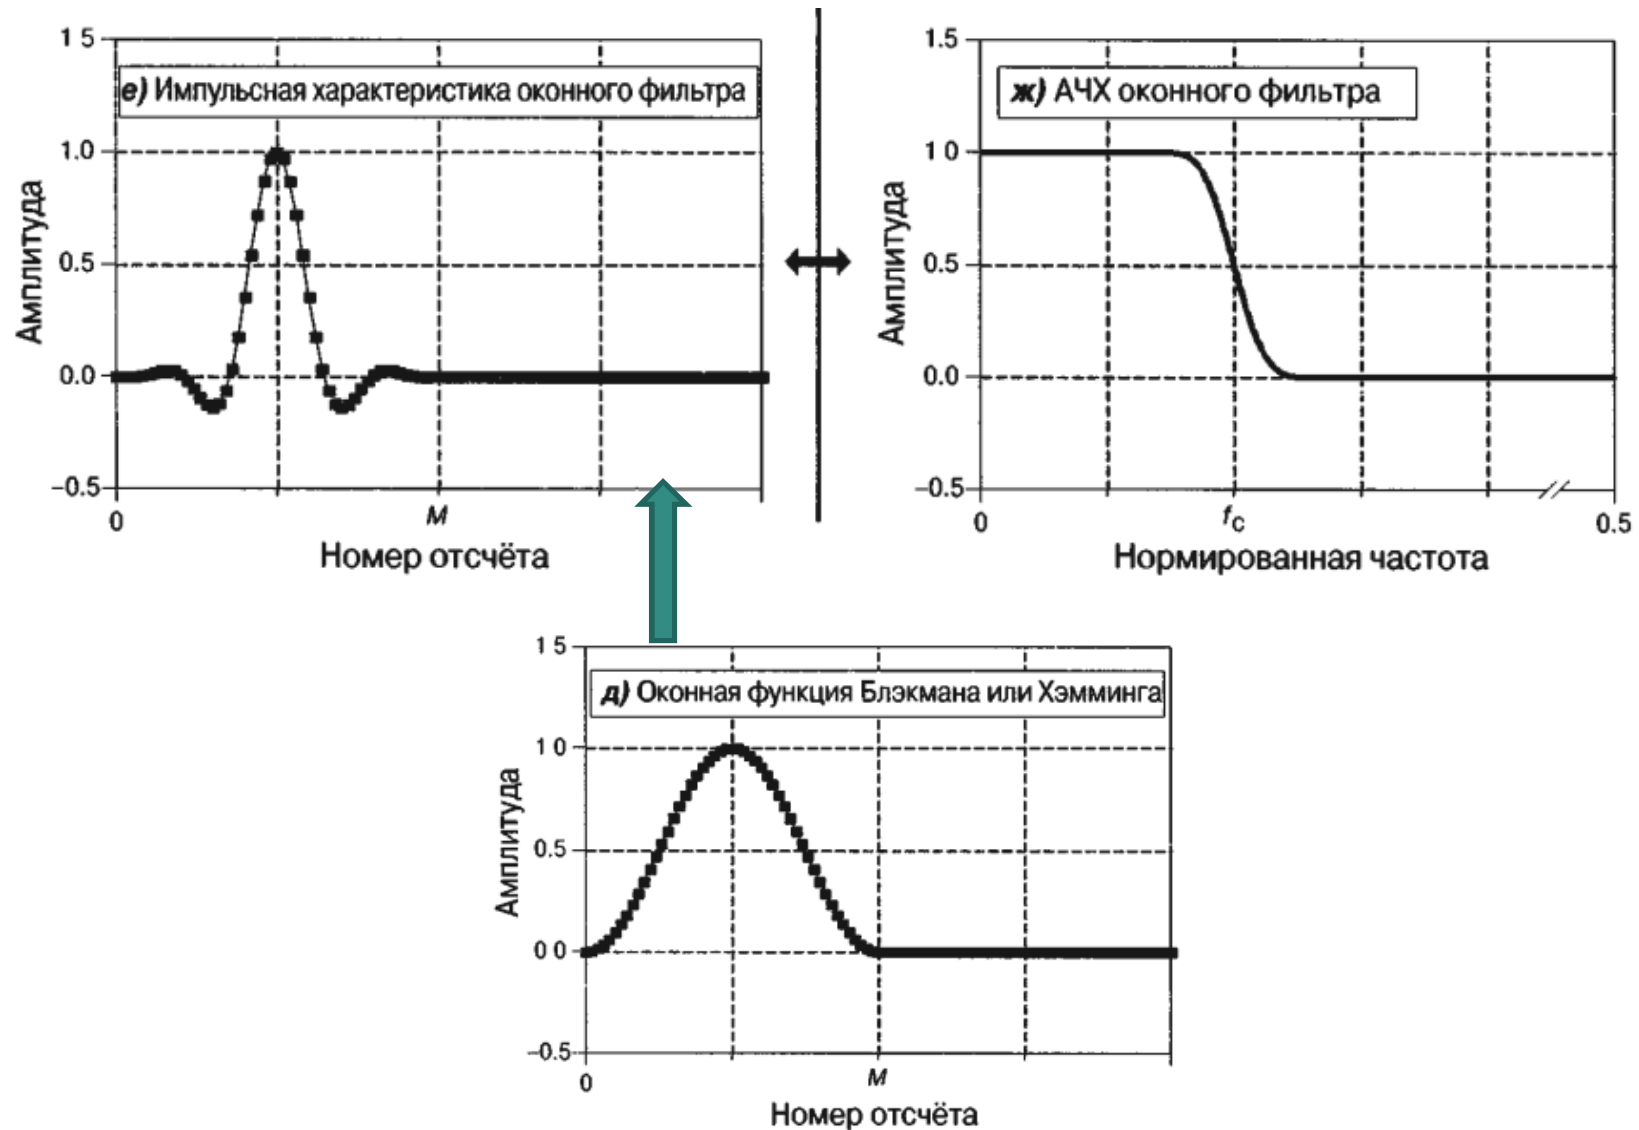 1 5
е) Импульсная характеристика оконного фильтра
1.0
0.5
0.0
−0.5
Амплитуда
0
M
Номер отсчёта
1.5
ж) АЧХ оконного фильтра
1 0
0.5
0.0
−0.5
Амплитуда
0
fc
0.5
Нормированная частота
1 5
д) Оконная функция Блэкмана или Хэмминга
1 0
0.5
0 0
−0.5
Амплитуда
0
M
Номер отсчёта